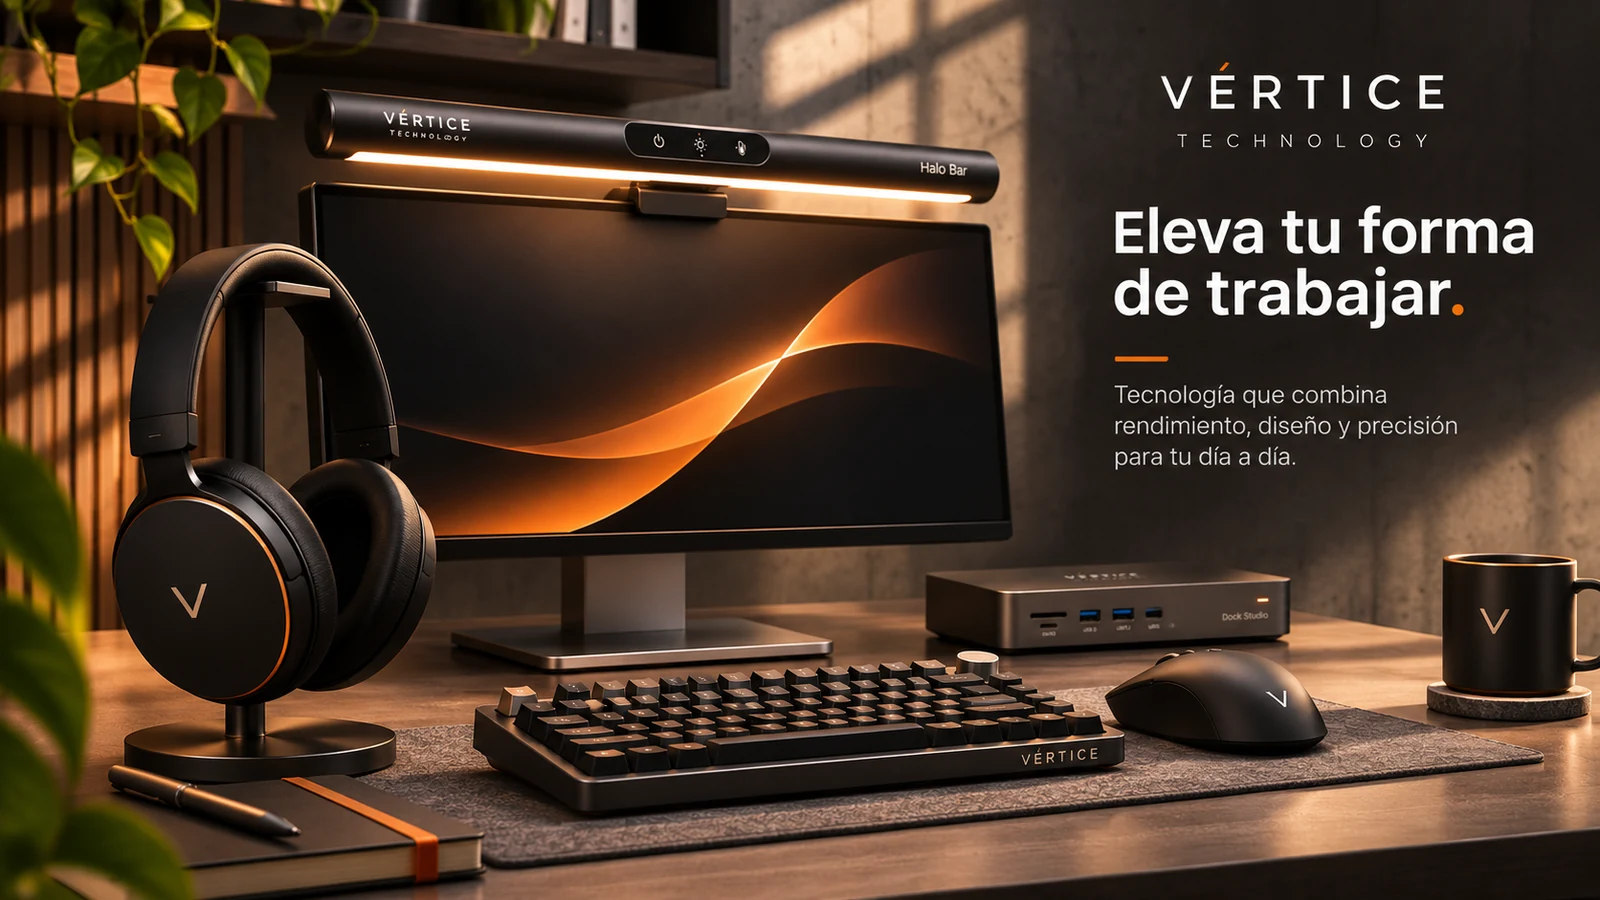 VÉRTICE
TECHNOLOGY
Eleva tu forma
de trabajar.
Tecnología que combina
rendimiento, diseño y precisión
para tu día a día.
VÉRTICE
TECHNOLOGY
Halo Bar
V
VÉRTICE
Dock Studio
VÉRTICE
V
V